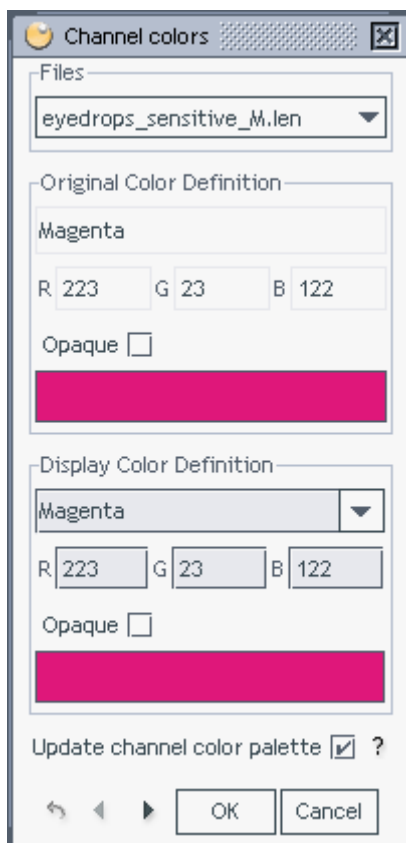 Channel colors
Files
eyedrops_sensitive_M.len
Original Color Definition
Magenta
R 223 G 23 B 122
Opaque
Display Color Definition
Magenta
R 223 G 23 B 122
Opaque
Update channel color palette ?
OK Cancel